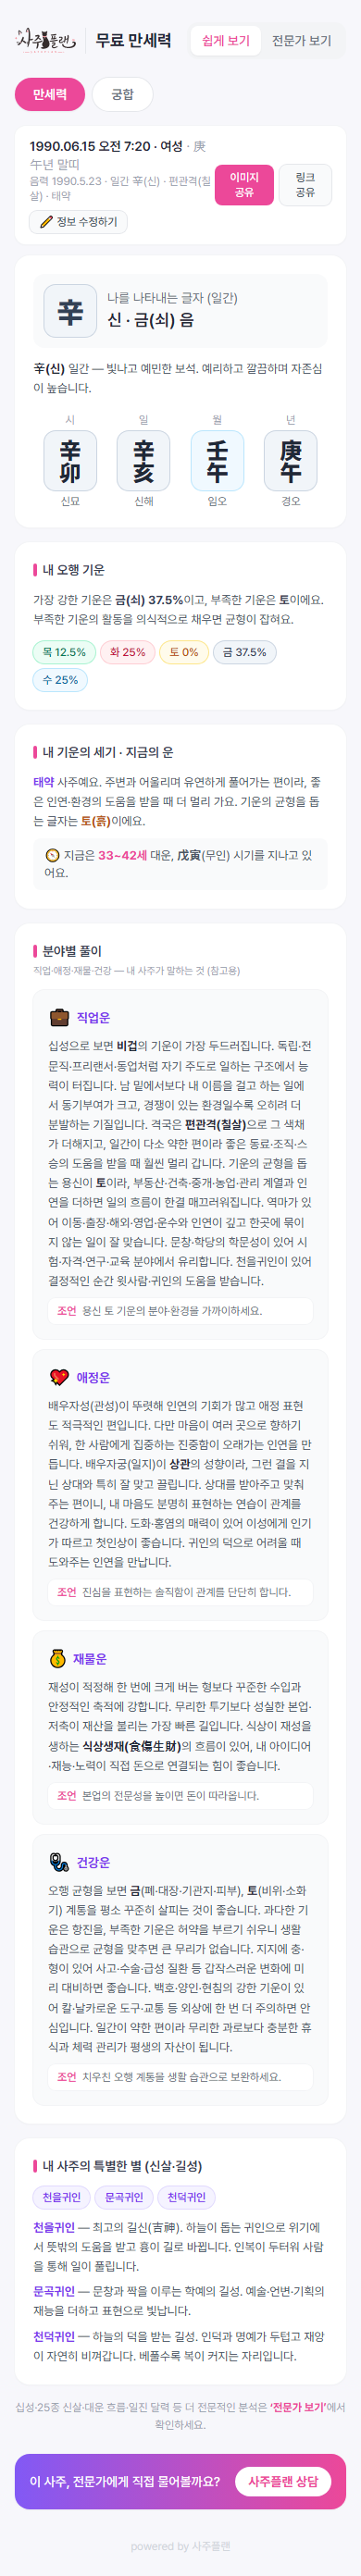 사주플랜 무료 만세력 쉽게 보기 전문가 보기
만세력 궁합
1990.06.15 오전 7:20 · 여성 · 庚
午년 말띠
음력 1990.5.23 · 일간 辛(신) · 편관격(칠
살) · 태약
이미지
공유
링크
공유
정보 수정하기
辛
나를 나타내는 글자 (일간)
신 · 금(쇠) 음
辛(신) 일간 — 빛나고 예민한 보석. 예리하고 깔끔하며 자존심
이 높습니다.
시 일 월 년
辛 辛 壬 庚
卯 亥 午 午
신묘 신해 임오 경오
내 오행 기운
가장 강한 기운은 금(쇠) 37.5%이고, 부족한 기운은 토이에요.
부족한 기운의 활동을 의식적으로 채우면 균형이 잡혀요.
목 12.5% 화 25% 토 0% 금 37.5%
수 25%
내 기운의 세기 · 지금의 운
태약 사주예요. 주변과 어울리며 유연하게 풀어가는 편이라, 좋
은 인연·환경의 도움을 받을 때 더 멀리 가요. 기운의 균형을 돕
는 글자는 토(흙)이에요.
지금은 33~42세 대운, 戊寅(무인) 시기를 지나고 있
어요.
분야별 풀이
직업·애정·재물·건강 — 내 사주가 말하는 것 (참고용)
직업운
십성으로 보면 비겁의 기운이 가장 두드러집니다. 독립·전
문직·프리랜서·동업처럼 자기 주도로 일하는 구조에서 능
력이 터집니다. 남 밑에서보다 내 이름을 걸고 하는 일에
서 동기부여가 크고, 경쟁이 있는 환경일수록 오히려 더
분발하는 기질입니다. 격국은 편관격(칠살)으로 그 색채
가 더해지고, 일간이 다소 약한 편이라 좋은 동료·조직·스
승의 도움을 받을 때 훨씬 멀리 갑니다. 기운의 균형을 돕
는 용신이 토이라, 부동산·건축·중개·농업·관리 계열과 인
연을 더하면 일의 흐름이 한결 매끄러워집니다. 역마가 있
어 이동·출장·해외·영업·운수와 인연이 깊고 한곳에 묶이
지 않는 일이 잘 맞습니다. 문창·학당의 학문성이 있어 시
험·자격·연구·교육 분야에서 유리합니다. 천을귀인이 있어
결정적인 순간 윗사람·귀인의 도움을 받습니다.
조언 용신 토 기운의 분야·환경을 가까이하세요.
애정운
배우자성(관성)이 뚜렷해 인연의 기회가 많고 애정 표현
도 적극적인 편입니다. 다만 마음이 여러 곳으로 향하기
쉬워, 한 사람에게 집중하는 진중함이 오래가는 인연을 만
듭니다. 배우자궁(일지)이 상관의 성향이라, 그런 결을 지
닌 상대와 특히 잘 맞고 끌립니다. 상대를 받아주고 맞춰
주는 편이니, 내 마음도 분명히 표현하는 연습이 관계를
건강하게 합니다. 도화·홍염의 매력이 있어 이성에게 인기
가 따르고 첫인상이 좋습니다. 귀인의 덕으로 어려울 때
도와주는 인연을 만납니다.
조언 진심을 표현하는 솔직함이 관계를 단단히 합니다.
재물운
재성이 적정해 한 번에 크게 버는 형보다 꾸준한 수입과
안정적인 축적에 강합니다. 무리한 투기보다 성실한 본업·
저축이 재산을 불리는 가장 빠른 길입니다. 식상이 재성을
생하는 식상생재(食傷生財)의 흐름이 있어, 내 아이디어
·재능·노력이 직접 돈으로 연결되는 힘이 좋습니다.
조언 본업의 전문성을 높이면 돈이 따라옵니다.
건강운
오행 균형을 보면 금(폐·대장·기관지·피부), 토(비위·소화
기) 계통을 평소 꾸준히 살피는 것이 좋습니다. 과다한 기
운은 항진을, 부족한 기운은 허약을 부르기 쉬우니 생활
습관으로 균형을 맞추면 큰 무리가 없습니다. 지지에 충·
형이 있어 사고·수술·급성 질환 등 갑작스러운 변화에 미
리 대비하면 좋습니다. 백호·양인·현침의 강한 기운이 있
어 칼·날카로운 도구·교통 등 외상에 한 번 더 주의하면 안
심입니다. 일간이 약한 편이라 무리한 과로보다 충분한 휴
식과 체력 관리가 평생의 자산이 됩니다.
조언 치우친 오행 계통을 생활 습관으로 보완하세요.
내 사주의 특별한 별 (신살·길성)
천을귀인 문곡귀인 천덕귀인
천을귀인 — 최고의 길신(吉神). 하늘이 돕는 귀인으로 위기에
서 뜻밖의 도움을 받고 흉이 길로 바뀝니다. 인복이 두터워 사람
을 통해 일이 풀립니다.
문곡귀인 — 문창과 짝을 이루는 학예의 길성. 예술·언변·기획의
재능을 더하고 표현으로 빛납니다.
천덕귀인 — 하늘의 덕을 받는 길성. 인덕과 명예가 두텁고 재앙
이 자연히 비껴갑니다. 베풀수록 복이 커지는 자리입니다.
십성·25종 신살·대운 흐름·일진 달력 등 더 전문적인 분석은 '전문가 보기'에서
확인하세요.
이 사주, 전문가에게 직접 물어볼까요? 사주플랜 상담
powered by 사주플랜